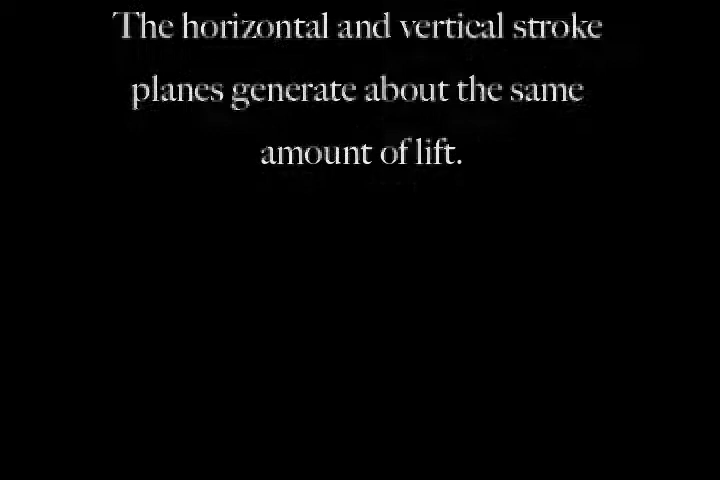 The horizontal and vertical stroke
planes generate about the same
amount of lift.